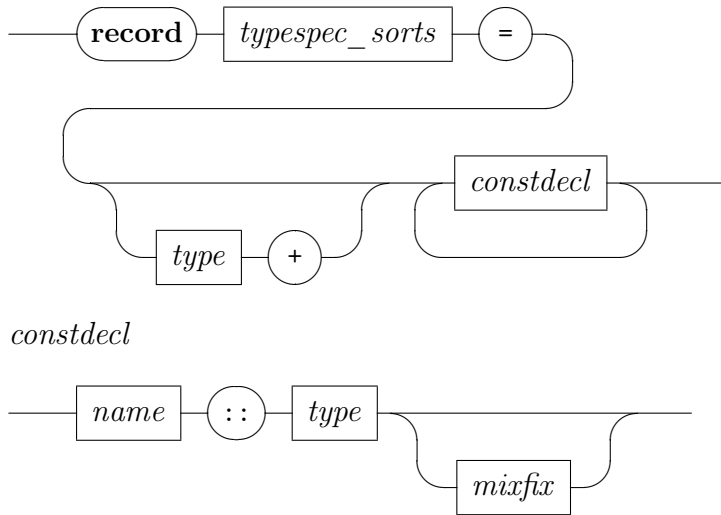 record typespec_sorts =
constdecl
type +
constdecl
name :: type
mixfix